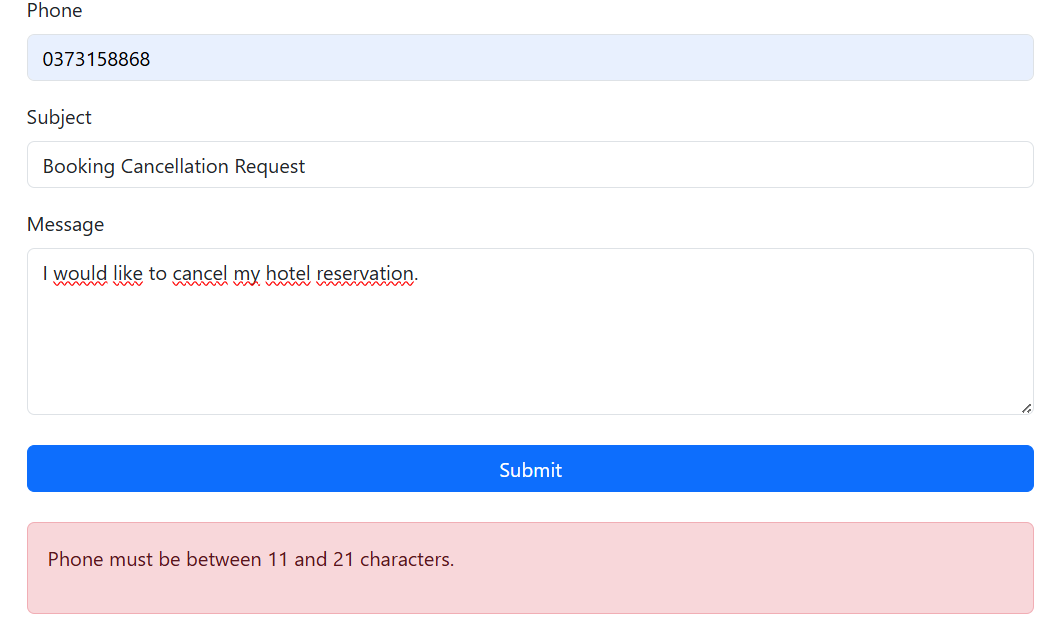 Phone
0373158868
Subject
Booking Cancellation Request
Message
I would like to cancel my hotel reservation.
Submit
Phone must be between 11 and 21 characters.